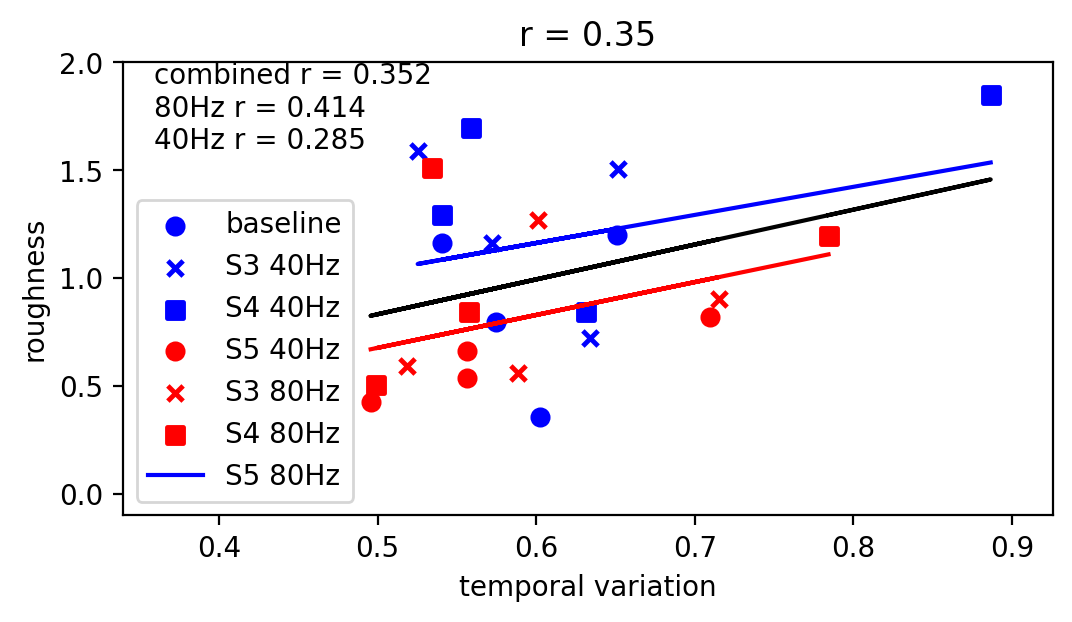 r = 0.35
combined r = 0.352
80Hz r = 0.414
40Hz r = 0.285
baseline
S3 40Hz
S4 40Hz
S5 40Hz
S3 80Hz
S4 80Hz
S5 80Hz
roughness
2.0
1.5
1.0
0.5
0.0
0.4 0.5 0.6 0.7 0.8 0.9
temporal variation